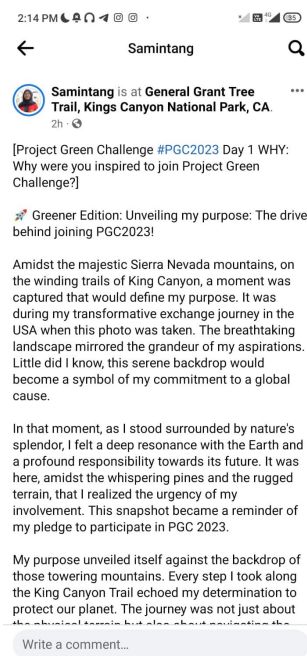 2:14 PM
85
Samintang
Samintang is at General Grant Tree
Trail, Kings Canyon National Park, CA.
2h ·
[Project Green Challenge #PGC2023 Day 1 WHY:
Why were you inspired to join Project Green
Challenge?]
🚀 Greener Edition: Unveiling my purpose: The drive
behind joining PGC2023!
Amidst the majestic Sierra Nevada mountains, on
the winding trails of King Canyon, a moment was
captured that would define my purpose. It was
during my transformative exchange journey in the
USA when this photo was taken. The breathtaking
landscape mirrored the grandeur of my aspirations.
Little did I know, this serene backdrop would
become a symbol of my commitment to a global
cause.
In that moment, as I stood surrounded by nature's
splendor, I felt a deep resonance with the Earth and
a profound responsibility towards its future. It was
here, amidst the whispering pines and the rugged
terrain, that I realized the urgency of my
involvement. This snapshot became a reminder of
my pledge to participate in PGC 2023.
My purpose unveiled itself against the backdrop of
those towering mountains. Every step I took along
the King Canyon Trail echoed my determination to
protect our planet. The journey was not just about
the physical terrain but also about navigating the
Write a comment…